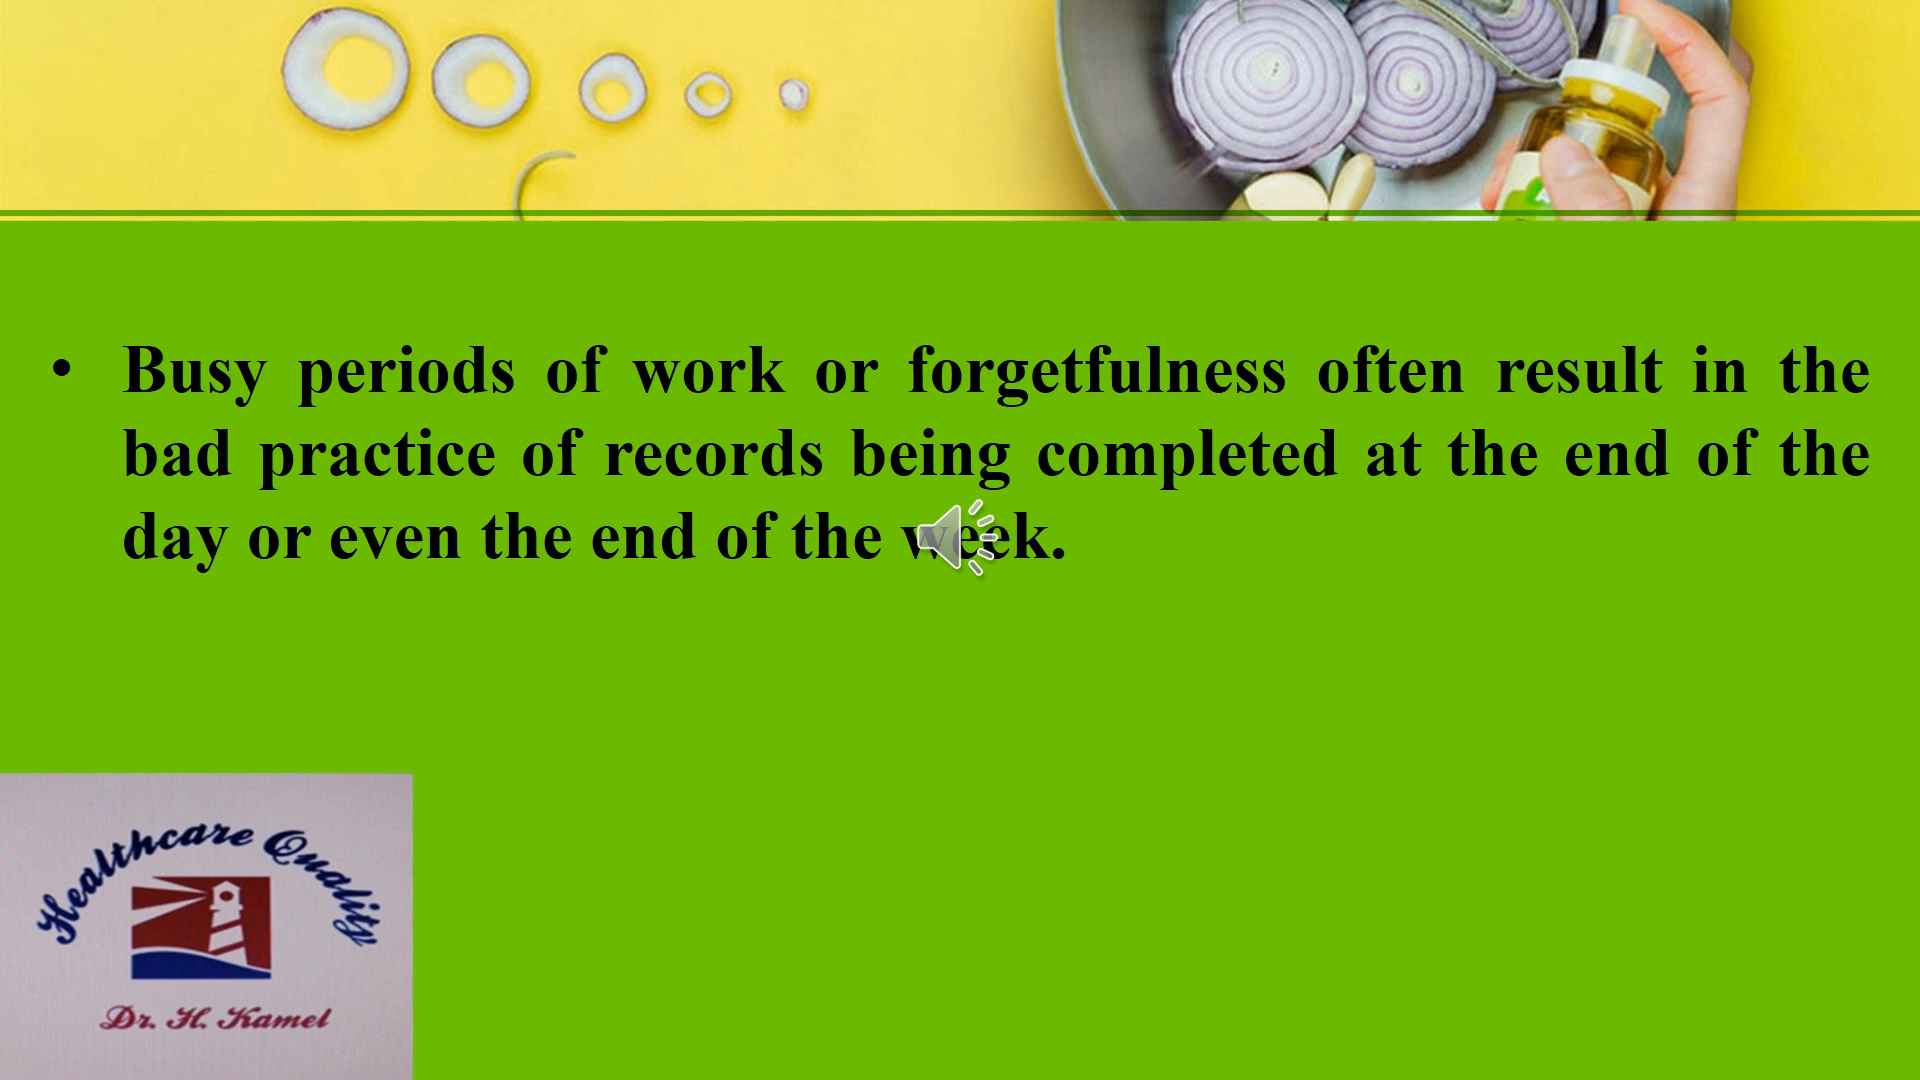 • Busy periods of work or forgetfulness often result in the
bad practice of records being completed at the end of the
day or even the end of the week.
Healthcare Quality
Dr. H. Kamel